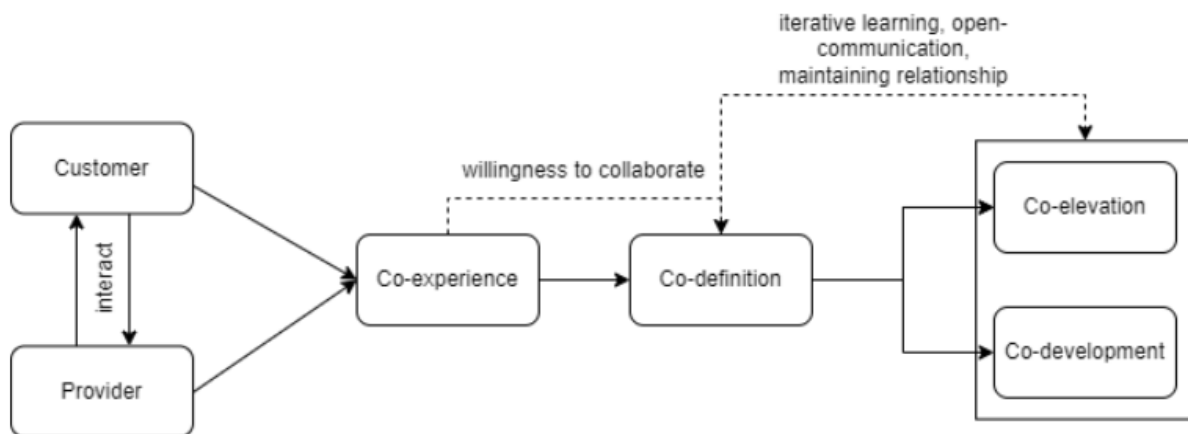 iterative learning, open-
communication,
maintaining relationship
Customer
willingness to collaborate
interact
Co-experience
Co-definition
Co-elevation
Co-development
Provider